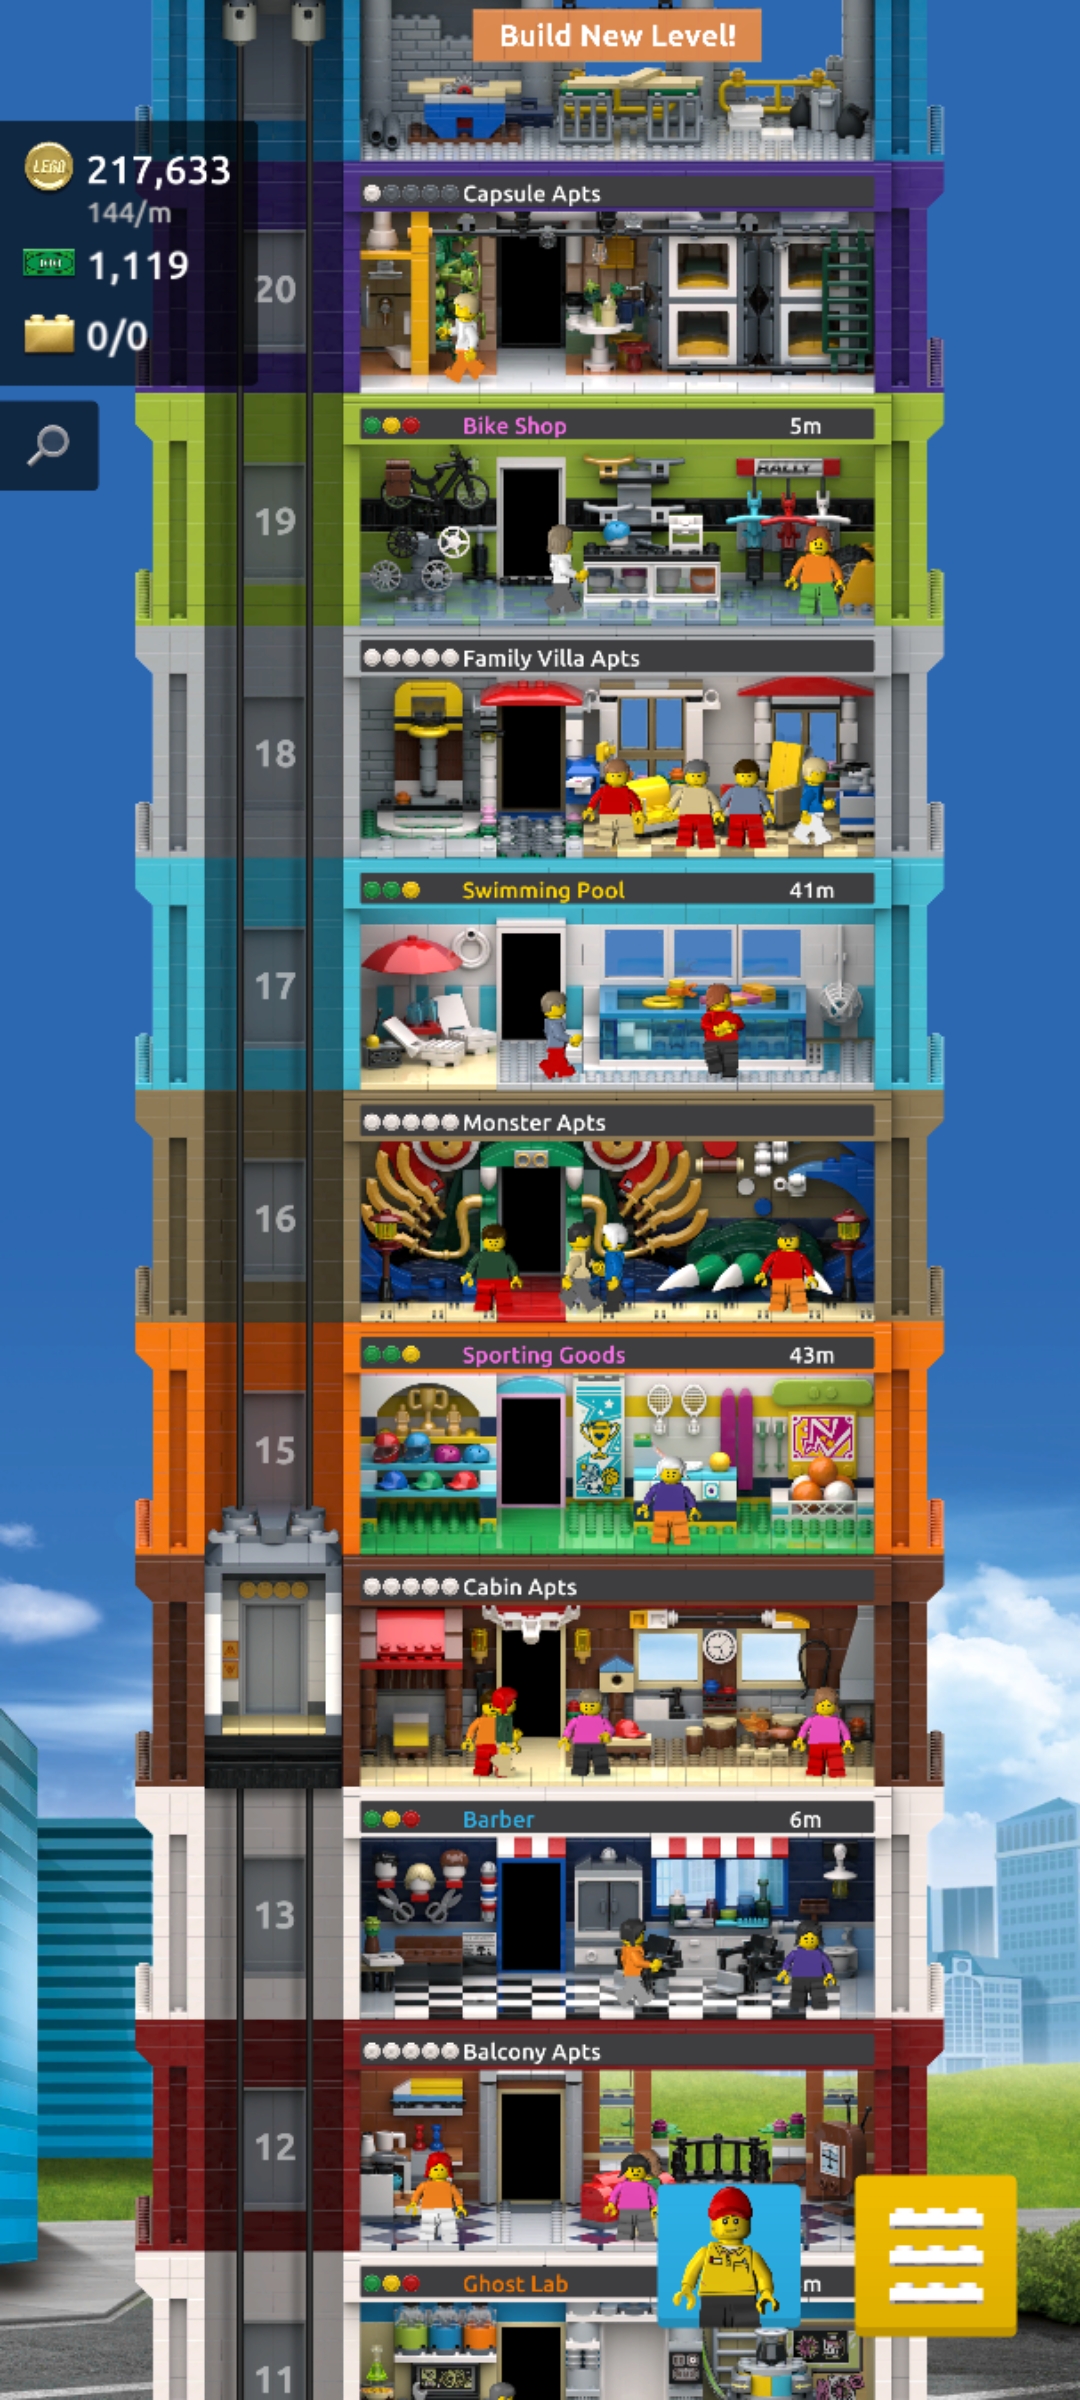 Build New Level!
LEGO
217,633
144/m
1,119
0/0
Capsule Apts
20
Bike Shop 5m
RALLY
19
Family Villa Apts
18
Swimming Pool 41m
17
Monster Apts
16
Sporting Goods 43m
15
Cabin Apts
Barber 6m
13
Balcony Apts
12
Ghost Lab m
11